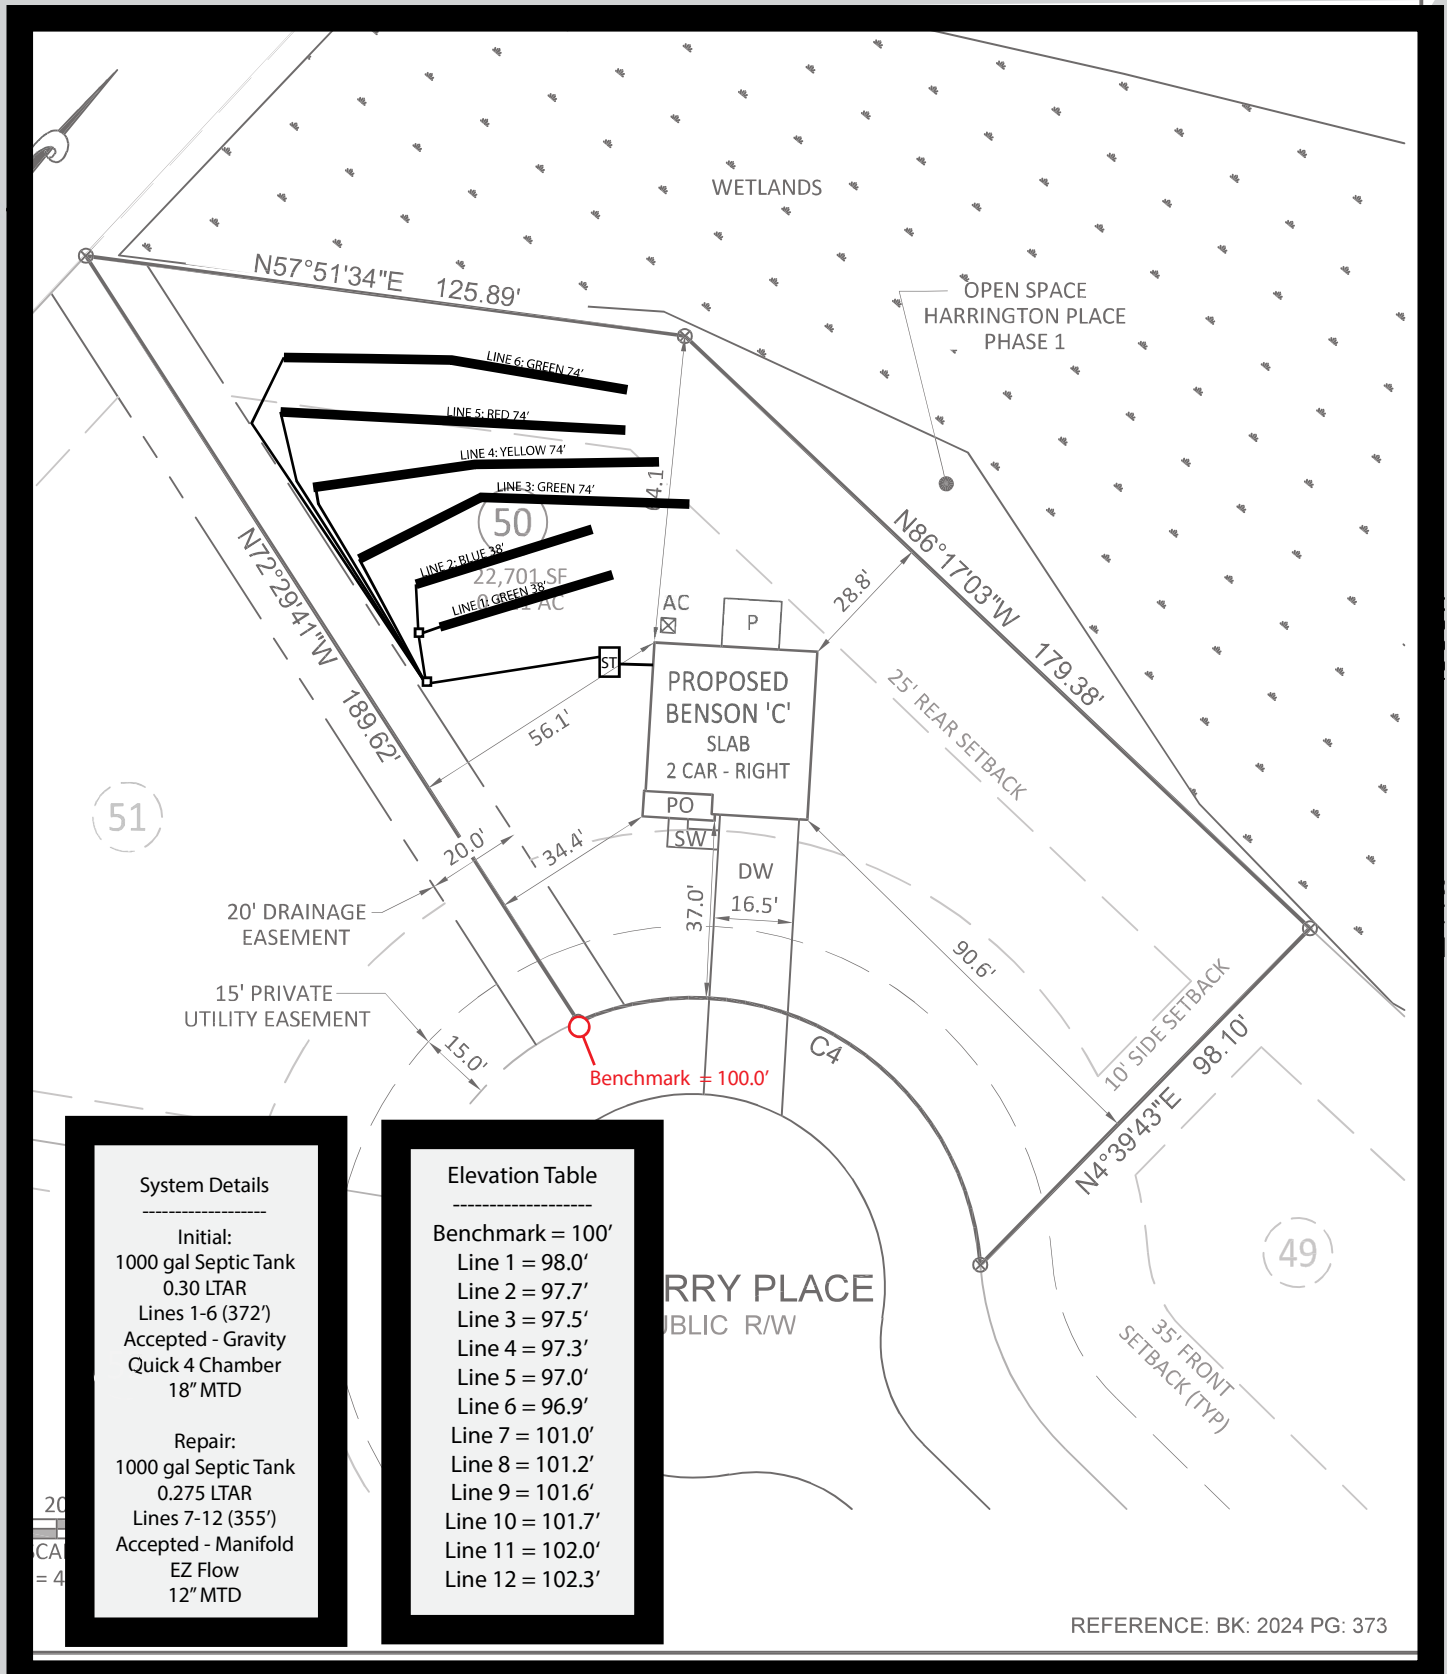 WETLANDS
N57°51'34"E 125.89'
OPEN SPACE
HARRINGTON PLACE
PHASE 1
LINE 6: GREEN 74'
LINE 5: RED 74'
LINE 4: YELLOW 74'
LINE 3: GREEN 74'
50
LINE 2: BLUE 38'
22,701 SF
LINE 1: GREEN 38'
AC
4.1
N72°29'41"W 189.62'
N86°17'03"W 179.38'
28.8'
AC
P
ST
PROPOSED
BENSON 'C'
SLAB
2 CAR - RIGHT
PO
SW
DW
56.1'
25' REAR SETBACK
51
20.0'
34.4'
37.0'
16.5'
90.6'
20' DRAINAGE
EASEMENT
15' PRIVATE
UTILITY EASEMENT
15.0'
Benchmark = 100.0'
C4
10' SIDE SETBACK
N4°39'43"E 98.10'
49
35' FRONT
SETBACK (TYP)
RRY PLACE
UBLIC R/W
System Details
-------------------
Initial:
1000 gal Septic Tank
0.30 LTAR
Lines 1-6 (372')
Accepted - Gravity
Quick 4 Chamber
18" MTD
Repair:
1000 gal Septic Tank
0.275 LTAR
Lines 7-12 (355')
Accepted - Manifold
EZ Flow
12" MTD
Elevation Table
-------------------
Benchmark = 100'
Line 1 = 98.0'
Line 2 = 97.7'
Line 3 = 97.5'
Line 4 = 97.3'
Line 5 = 97.0'
Line 6 = 96.9'
Line 7 = 101.0'
Line 8 = 101.2'
Line 9 = 101.6'
Line 10 = 101.7'
Line 11 = 102.0'
Line 12 = 102.3'
20
SCA
= 4
REFERENCE: BK: 2024 PG: 373